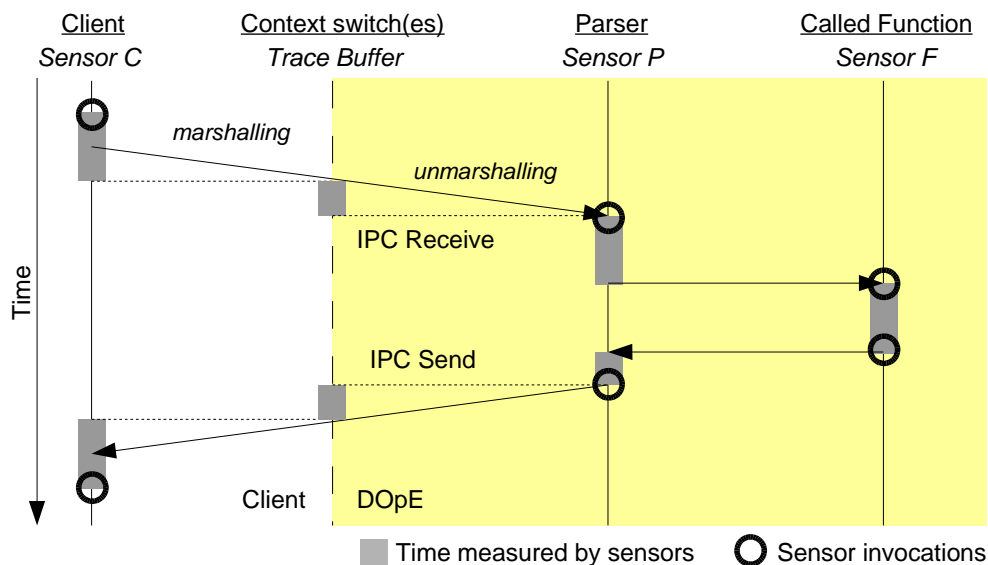 Client
Context switch(es)
Parser
Called Function
Sensor C
Trace Buffer
Sensor P
Sensor F
marshalling
unmarshalling
IPC Receive
Time
IPC Send
Client
DOpE
Time measured by sensors
Sensor invocations